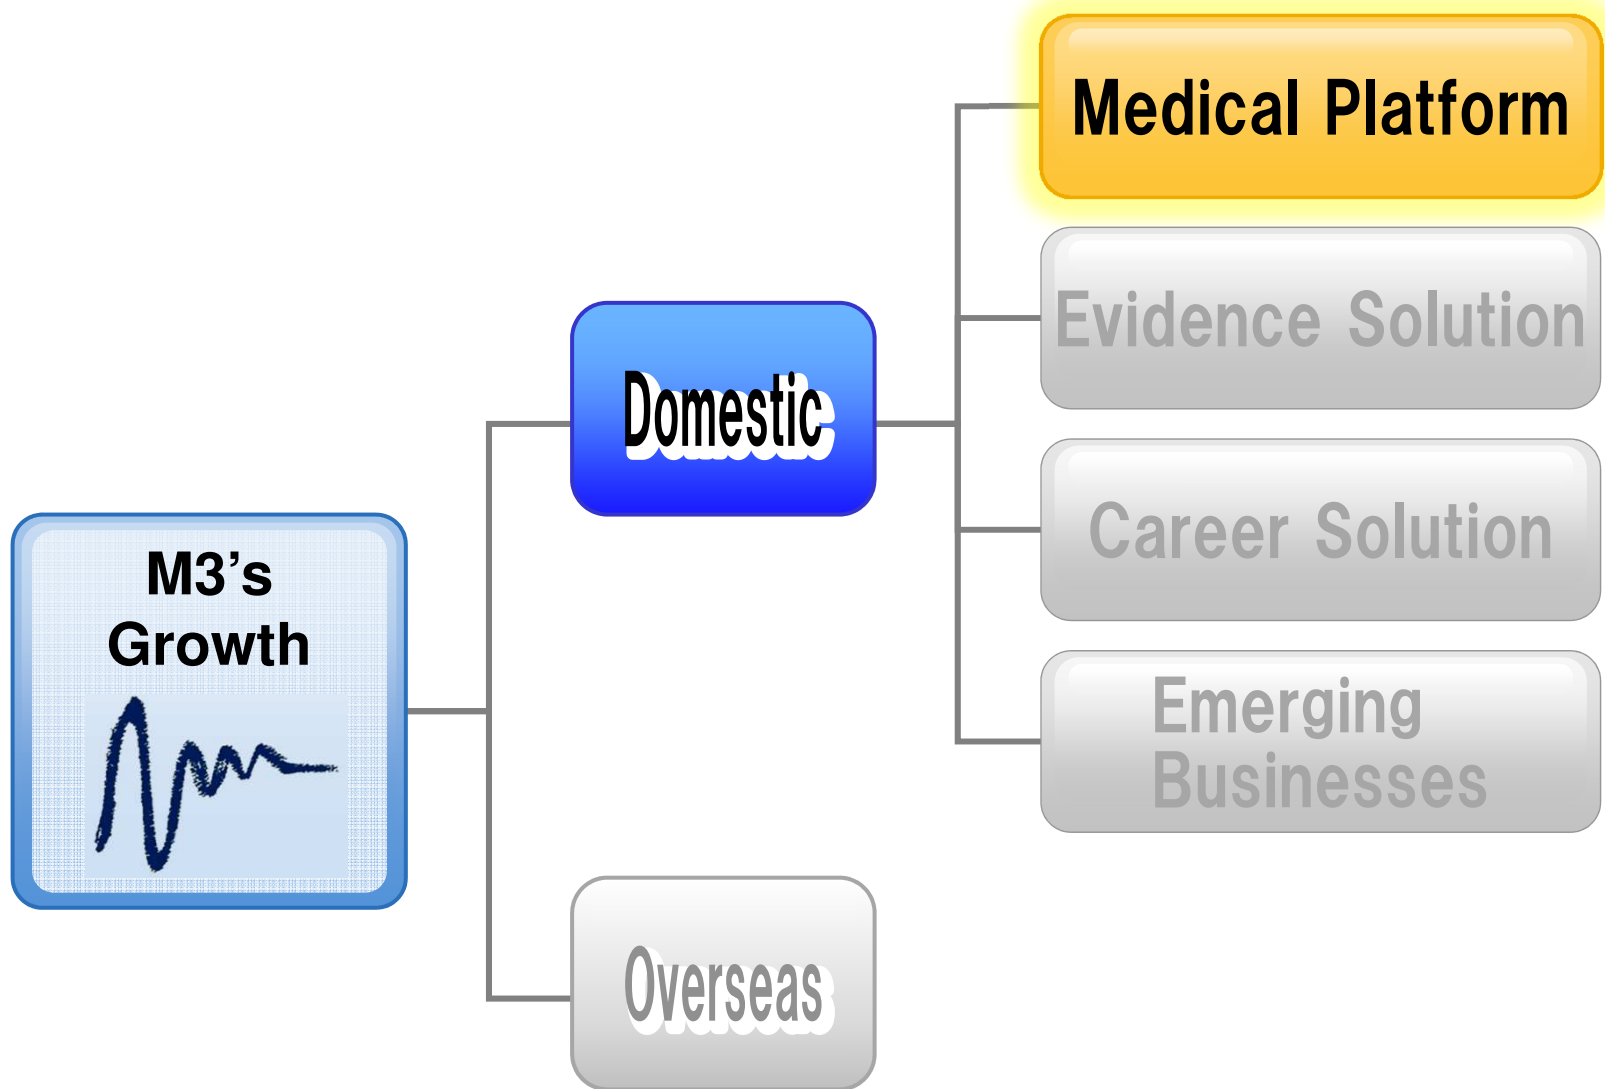 Medical Platform
Evidence Solution
Domestic
Career Solution
M3’s
Growth
Emerging
Businesses
Overseas